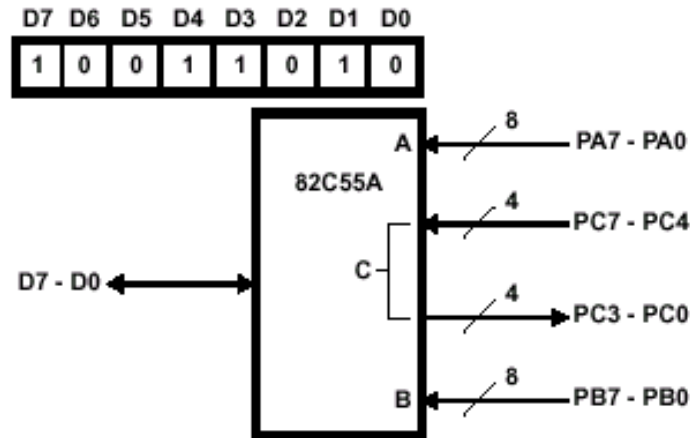 D7 D6 D5 D4 D3 D2 D1 D0
1 0 0 1 1 0 1 0
A 8 PA7 - PA0
82C55A
4 PC7 - PC4
C
D7 - D0
4 PC3 - PC0
B 8 PB7 - PB0